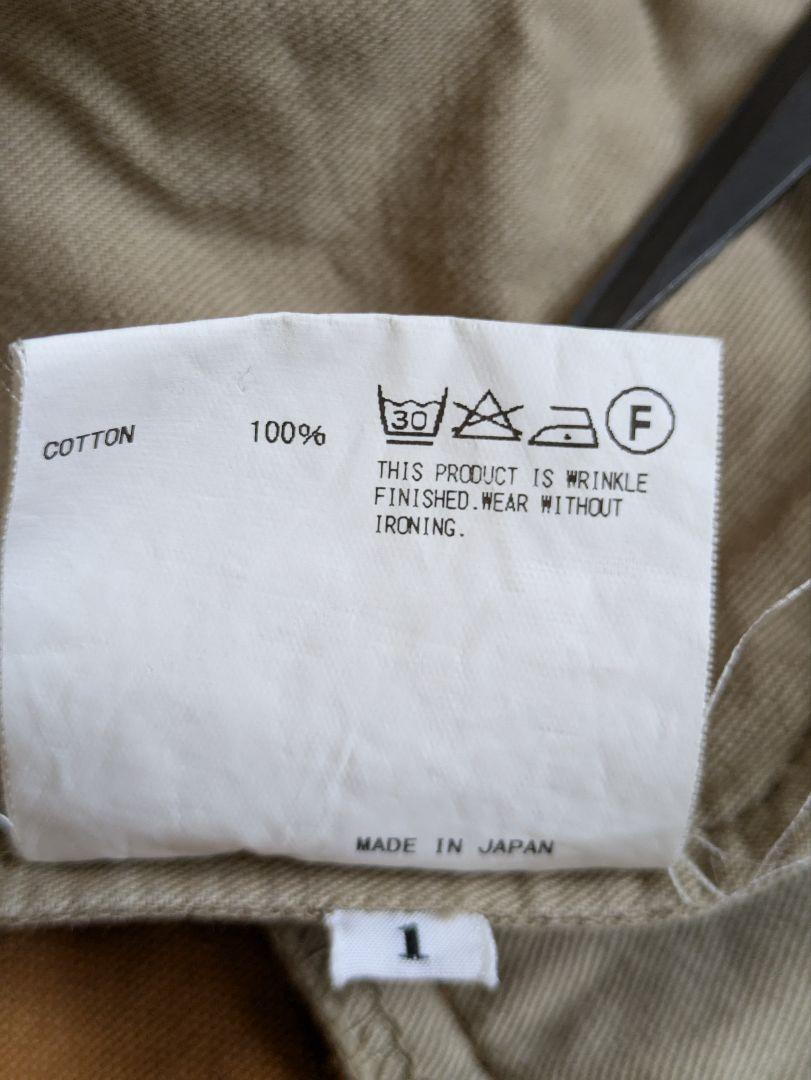 COTTON 100%
30 F
THIS PRODUCT IS WRINKLE
FINISHED.WEAR WITHOUT
IRONING.
MADE IN JAPAN
1